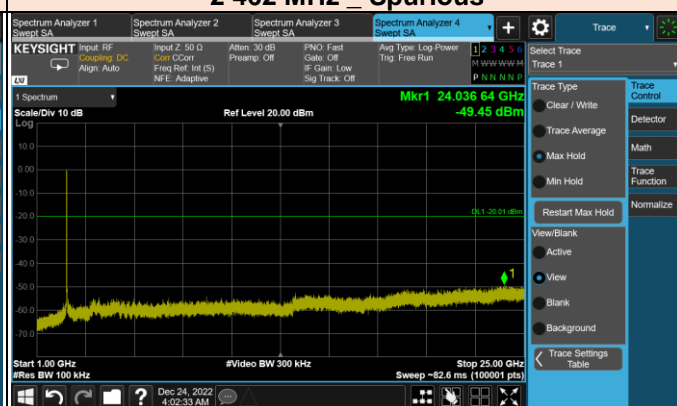 2 462 MHz _ Spurious
Spectrum Analyzer 1
Swept SA
Spectrum Analyzer 2
Swept SA
Spectrum Analyzer 3
Swept SA
Spectrum Analyzer 4
Swept SA
Trace
KEYSIGHT
Input: RF
Coupling: DC
Align: Auto
Input Z: 50 Ω
Corr CCorr
Freq Ref: Int (S)
NFE: Adaptive
Atten: 30 dB
Preamp: Off
PNO: Fast
Gate: Off
IF Gain: Low
Sig Track: Off
Avg Type: Log-Power
Trig: Free Run
1 2 3 4 5 6
M W W W W M
P N N N N P
LXI
Select Trace
Trace 1
1 Spectrum
Mkr1 24.036 64 GHz
Scale/Div 10 dB
Ref Level 20.00 dBm
-49.45 dBm
Log
10.0
0.00
-10.0
-20.0
-30.0
-40.0
-50.0
-60.0
-70.0
DL1 -20.01 dBm
1
Start 1.00 GHz
#Video BW 300 kHz
Stop 25.00 GHz
#Res BW 100 kHz
Sweep ~82.6 ms (100001 pts)
Trace Type
Clear / Write
Trace Average
Max Hold
Min Hold
Restart Max Hold
View/Blank
Active
View
Blank
Background
Trace Settings
Table
Trace
Control
Detector
Math
Trace
Function
Normalize
?
Dec 24, 2022
4:02:33 AM